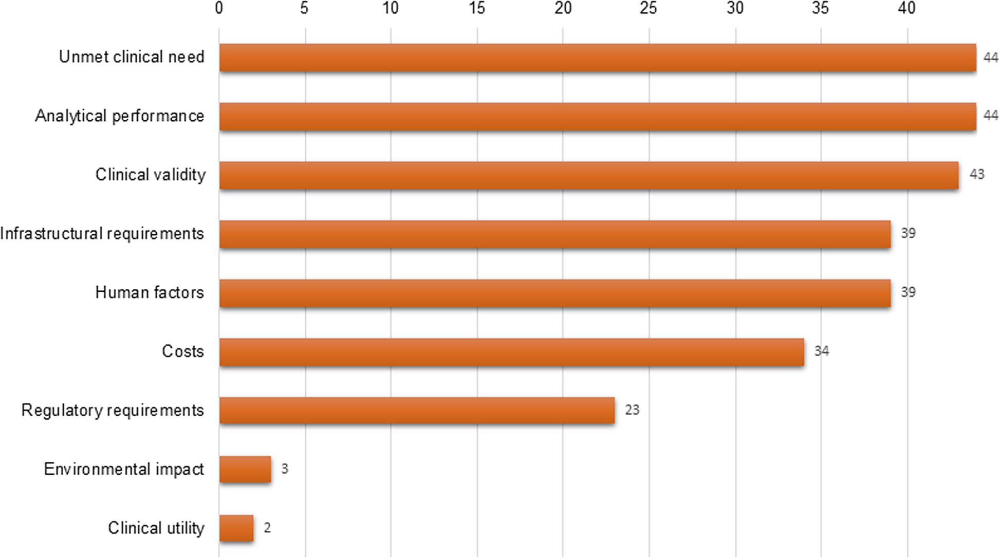 0 5 10 15 20 25 30 35 40
Unmet clinical need 44
Analytical performance 44
Clinical validity 43
Infrastructural requirements 39
Human factors 39
Costs 34
Regulatory requirements 23
Environmental impact 3
Clinical utility 2